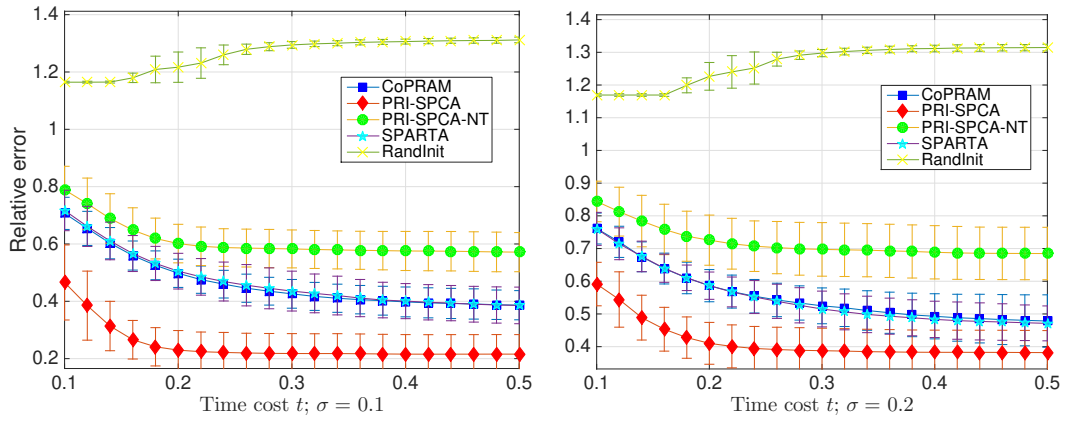 1.4
1.2
1
0.8
0.6
0.4
0.2
Relative error
CoPRAM
PRI-SPCA
PRI-SPCA-NT
SPARTA
RandInit
0.1 0.2 0.3 0.4 0.5
Time cost t; σ = 0.1
1.4
1.3
1.2
1.1
1
0.9
0.8
0.7
0.6
0.5
0.4
CoPRAM
PRI-SPCA
PRI-SPCA-NT
SPARTA
RandInit
0.1 0.2 0.3 0.4 0.5
Time cost t; σ = 0.2